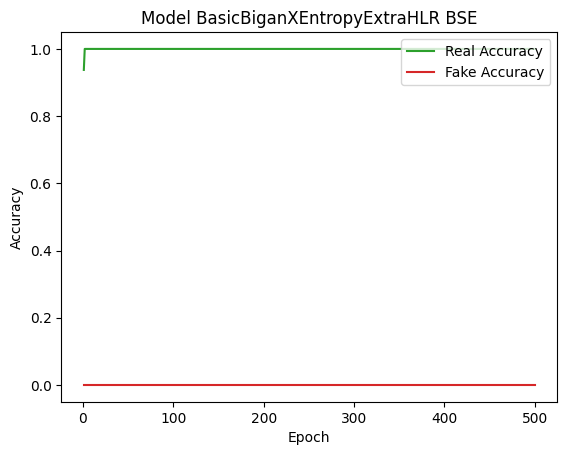 Model BasicBiganXEntropyExtraHLR BSE
Real Accuracy
Fake Accuracy
Accuracy
1.0
0.8
0.6
0.4
0.2
0.0
0
100
200
300
400
500
Epoch